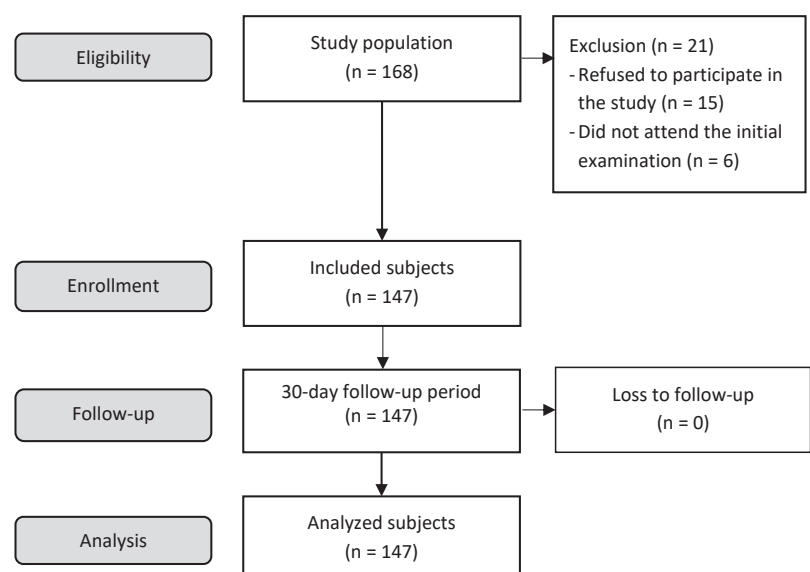 Eligibility
Study population
(n = 168)
Exclusion (n = 21)
- Refused to participate in
the study (n = 15)
- Did not attend the initial
examination (n = 6)
Enrollment
Included subjects
(n = 147)
Follow-up
30-day follow-up period
(n = 147)
Loss to follow-up
(n = 0)
Analysis
Analyzed subjects
(n = 147)